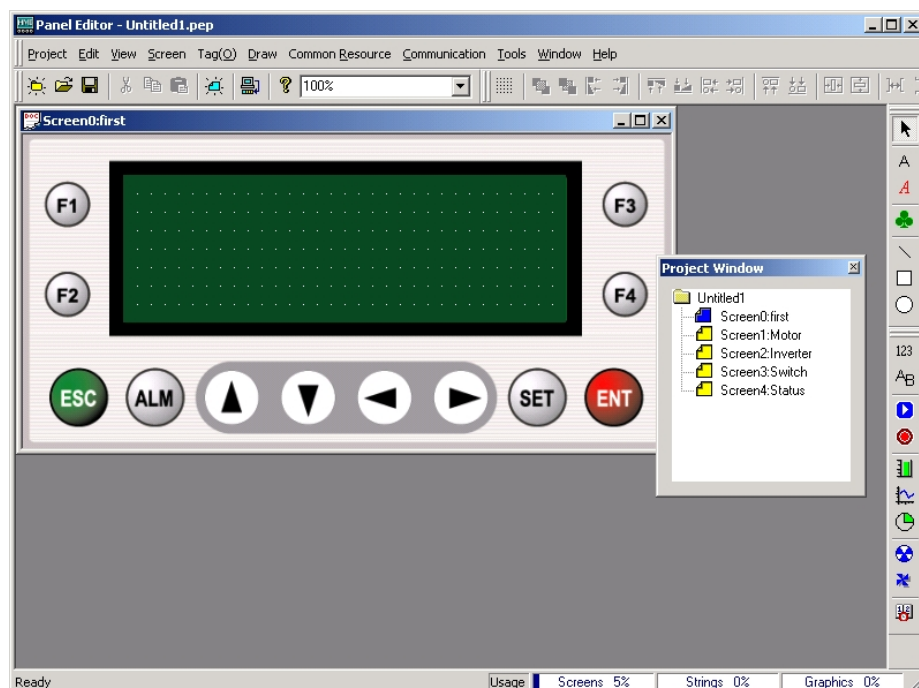 Panel Editor - Untitled1.pep
Project Edit View Screen Tag(O) Draw Common Resource Communication Tools Window Help
100%
Screen0:first
F1
F3
F2
F4
ESC ALM SET ENT
Project Window
Untitled1
Screen0:first
Screen1:Motor
Screen2:Inverter
Screen3:Switch
Screen4:Status
A
A
123
AB
Ready
Usage Screens 5% Strings 0% Graphics 0%